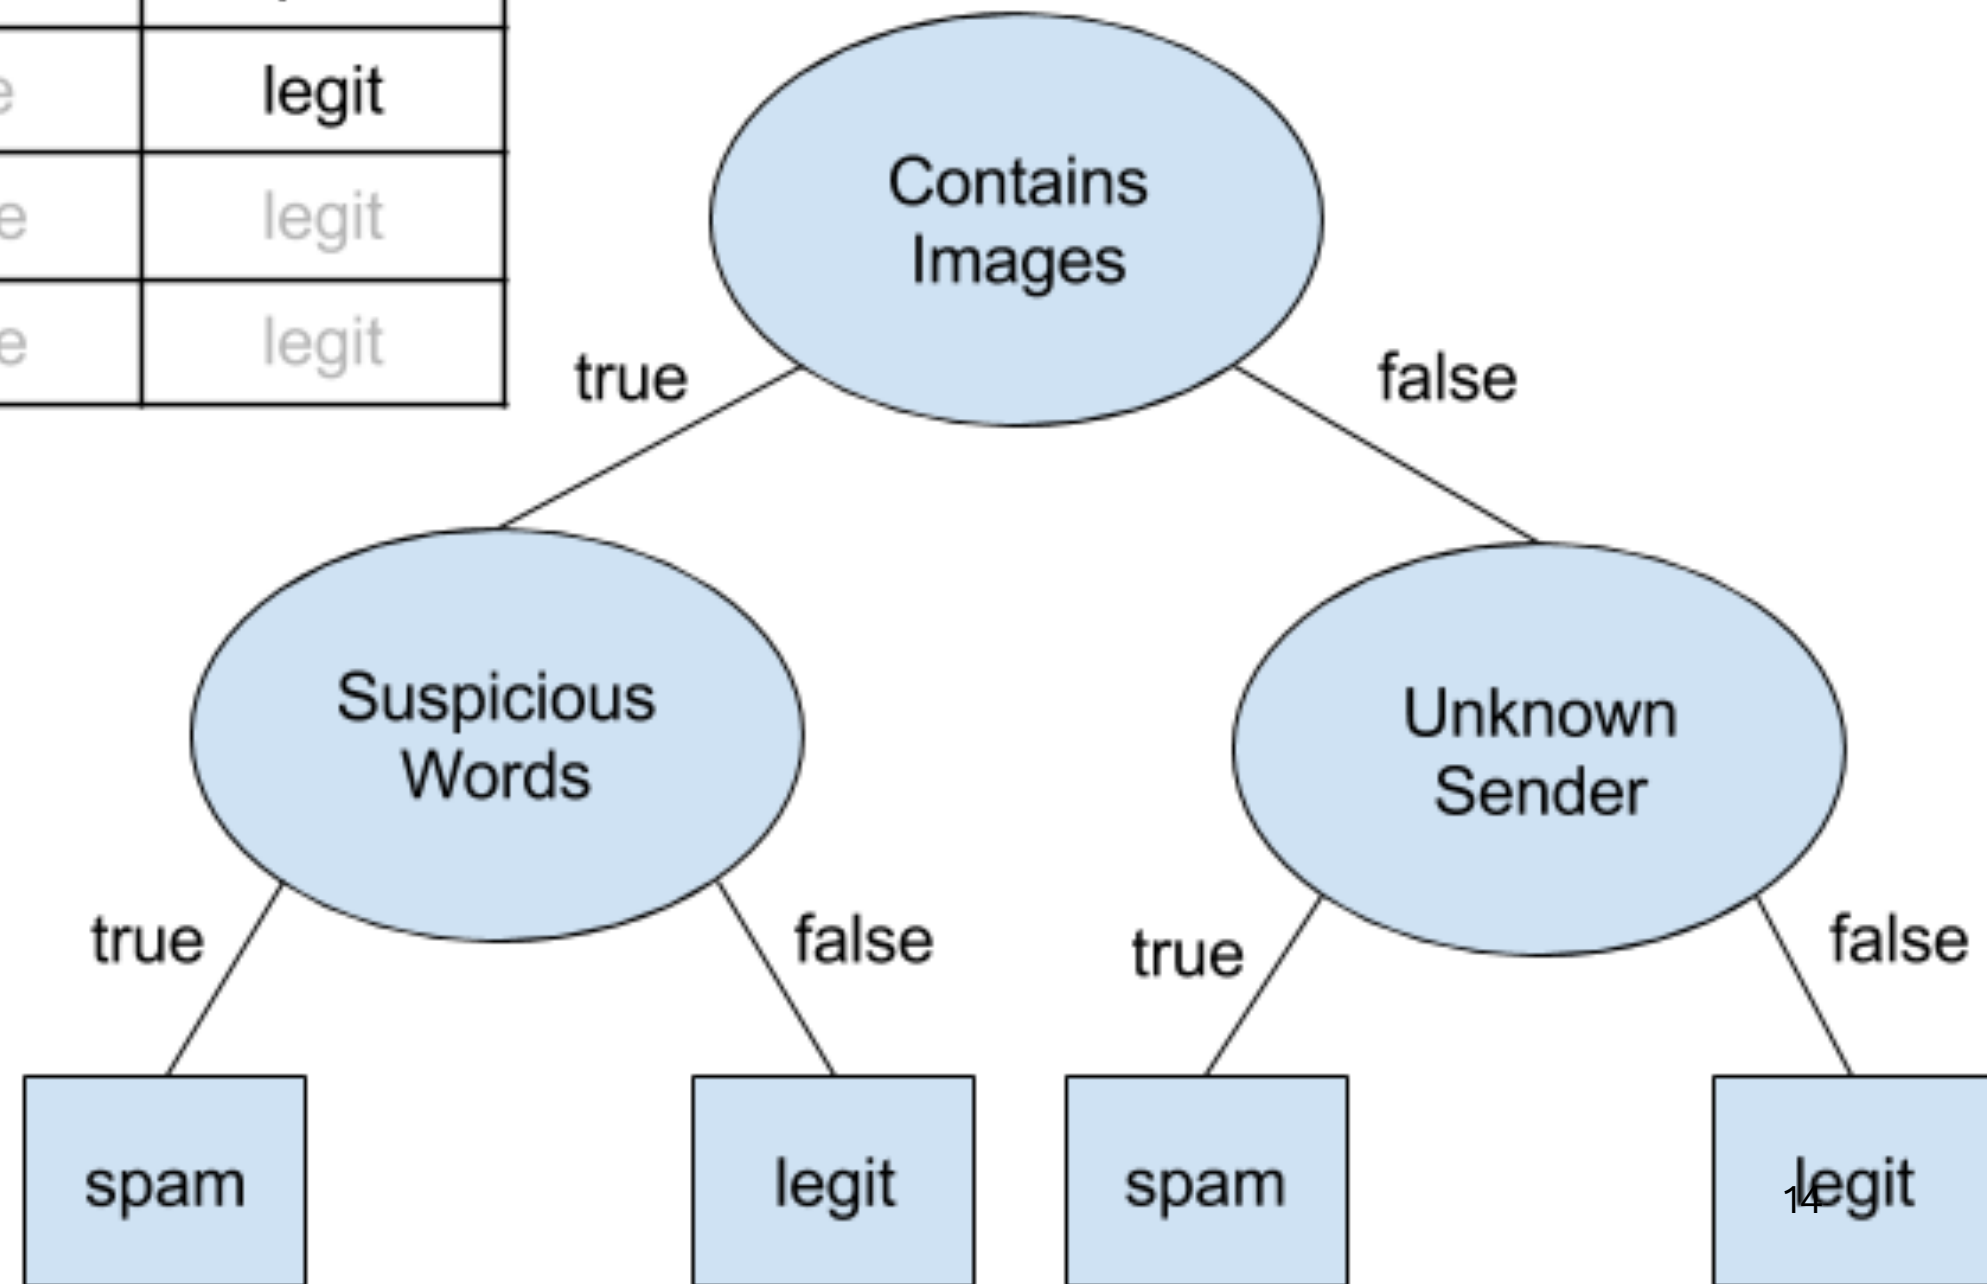 e
legit
e
legit
e
legit
Contains
Images
true
false
Suspicious
Words
Unknown
Sender
true
false
true
false
spam
legit
spam
legit
14